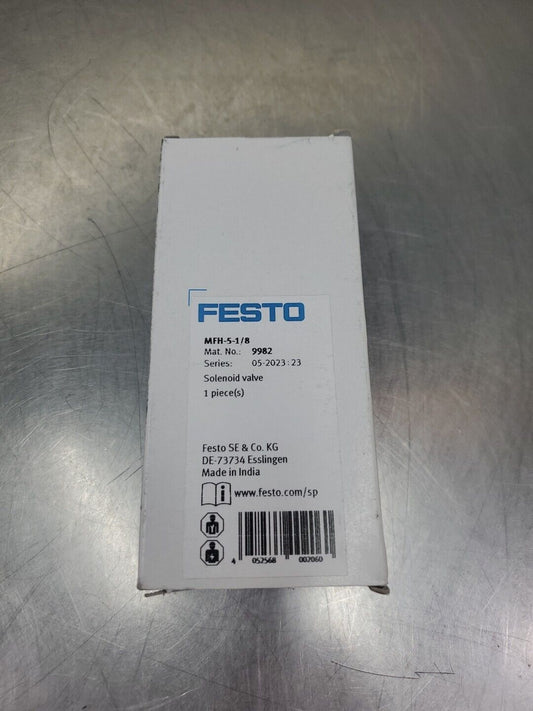 FESTO
MFH-5-1/8
Mat. No.: 9982
Series: 05-2023:23
Solenoid valve
1 piece(s)
Festo SE & Co. KG
DE-73734 Esslingen
Made in India
i www.festo.com/sp
4 052568 002060